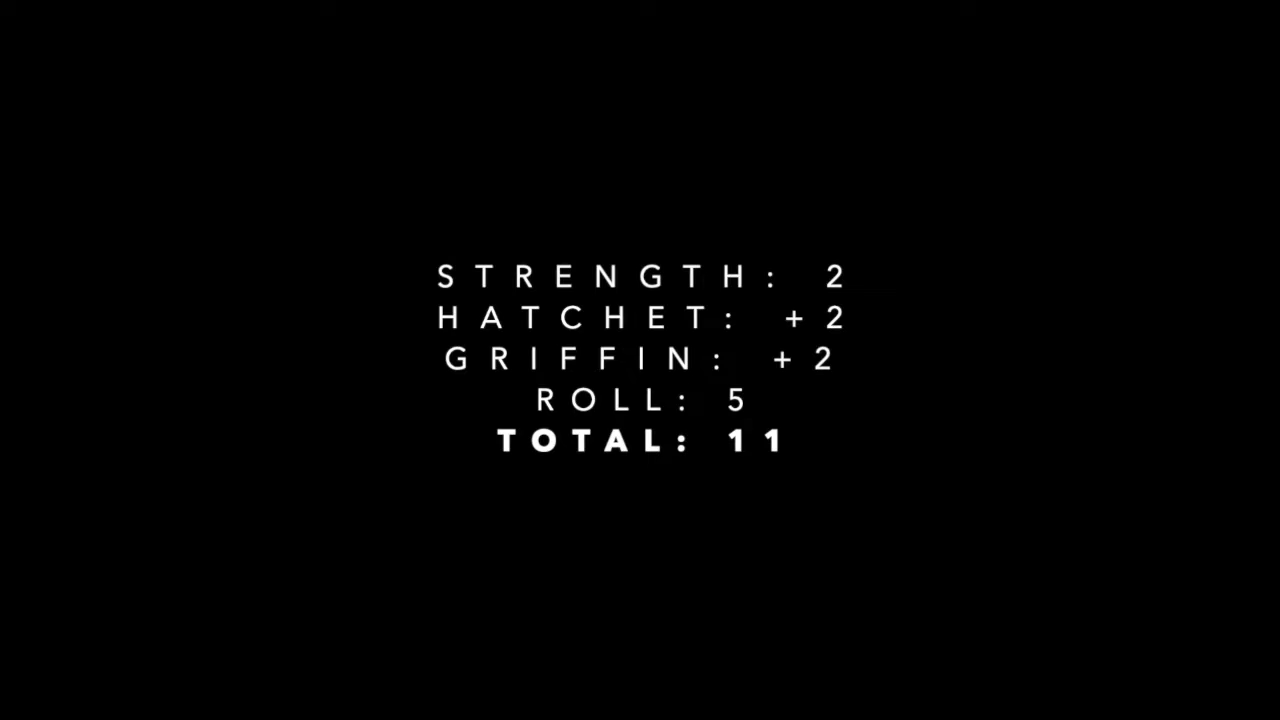 STRENGTH: 2
HATCHET: +2
GRIFFIN: +2
ROLL: 5
TOTAL: 11